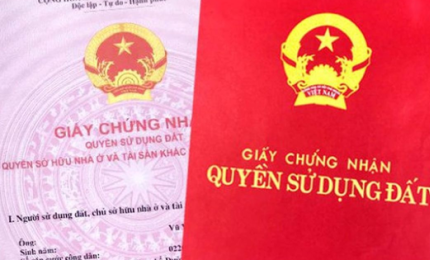 Độc lập - Tự do - Hạnh phúc
GIẤY CHỨNG NHẬN
QUYỀN SỬ DỤNG ĐẤT
QUYỀN SỞ HỮU NHÀ Ở VÀ TÀI SẢN KHÁC
I. Người sử dụng đất, chủ sở hữu nhà ở và tài
Ông:
Năm sinh:
022
VIỆT NAM
GIẤY CHỨNG NHẬN
QUYỀN SỬ DỤNG ĐẤT